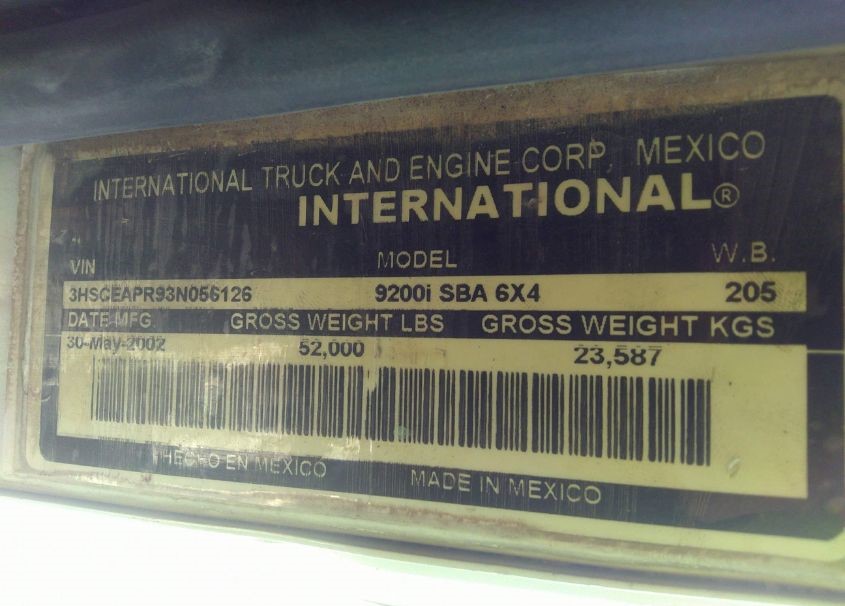 INTERNATIONAL TRUCK AND ENGINE CORP, MEXICO
INTERNATIONAL®
VIN MODEL W.B.
3HSCEAPR93N056126 9200i SBA 6X4 205
DATE MFG. GROSS WEIGHT LBS GROSS WEIGHT KGS
30-May-2002 52,000 23,587
HECHO EN MEXICO MADE IN MEXICO